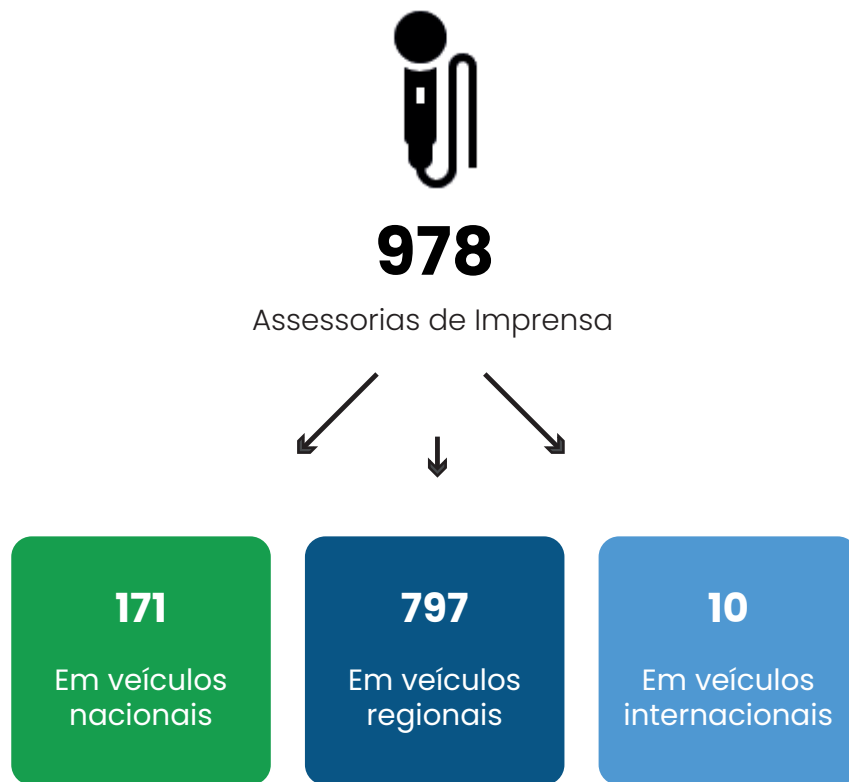 978
Assessorias de Imprensa
171
Em veículos
nacionais
797
Em veículos
regionais
10
Em veículos
internacionais